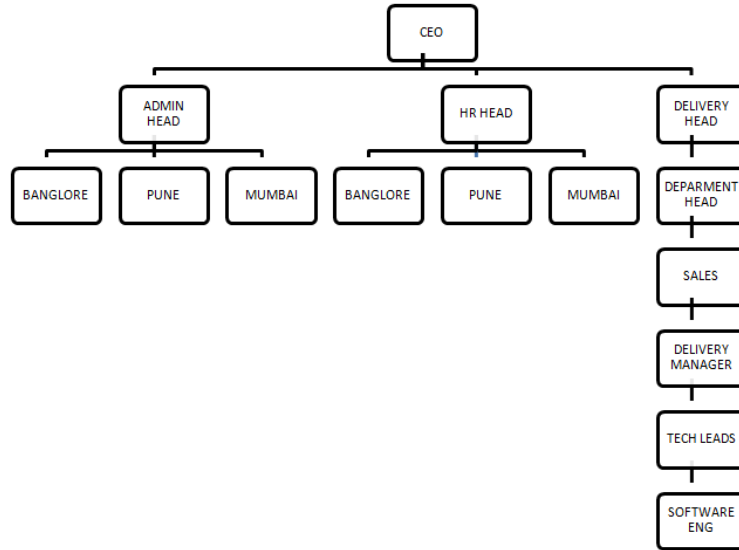 CEO
ADMIN
HEAD
HR HEAD
DELIVERY
HEAD
BANGLORE
PUNE
MUMBAI
BANGLORE
PUNE
MUMBAI
DEPARMENT
HEAD
SALES
DELIVERY
MANAGER
TECH LEADS
SOFTWARE
ENG